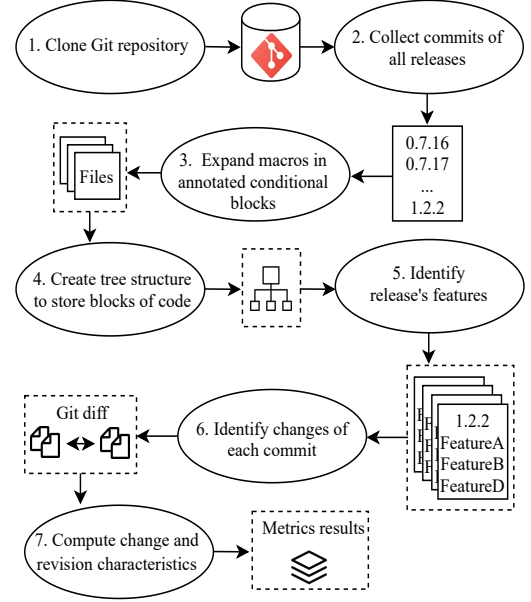 1. Clone Git repository
2. Collect commits of
all releases
0.7.16
0.7.17
...
1.2.2
3. Expand macros in
annotated conditional
blocks
Files
4. Create tree structure
to store blocks of code
5. Identify
release's features
1.2.2
FeatureA
FeatureB
FeatureD
6. Identify changes of
each commit
Git diff
7. Compute change and
revision characteristics
Metrics results